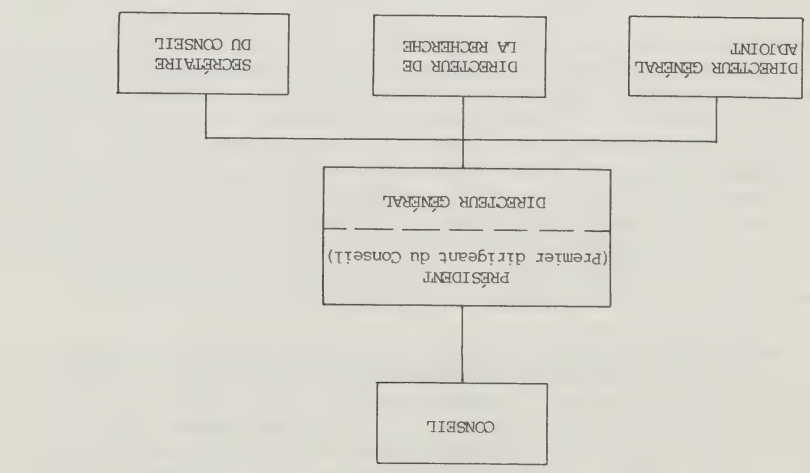 CONSEIL
PRÉSIDENT
(Premier dirigeant du Conseil)
DIRECTEUR GÉNÉRAL
DIRECTEUR GÉNÉRAL
ADJOINT
DIRECTEUR DE
LA RECHERCHE
SECRÉTAIRE
DU CONSEIL